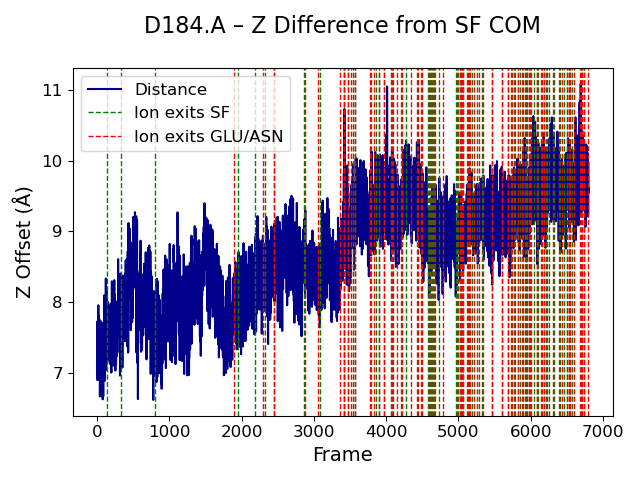 D184.A – Z Difference from SF COM
Distance
Ion exits SF
Ion exits GLU/ASN
Z Offset (Å)
11
10
9
8
7
0
1000
2000
3000
4000
5000
6000
7000
Frame